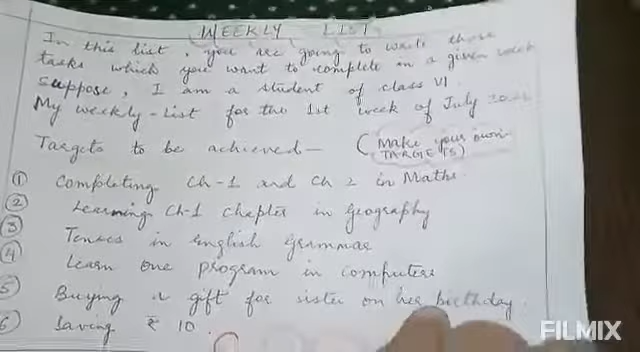 WEEKLY LIST
In this list, you are going to write those
tasks which you want to complete in a given week
Suppose, I am a student of class VI
My weekly-list for the 1st week of July
Targets to be achieved — (Make your own
TARGETS)
① Completing Ch-1 and Ch 2 in Maths
② Learning Ch-1 chapter in geography
③ Tenses in english grammar
④ Learn one program in computers
⑤ Buying a gift for sister on her birthday.
⑥ Saving ₹ 10.
FILMIX